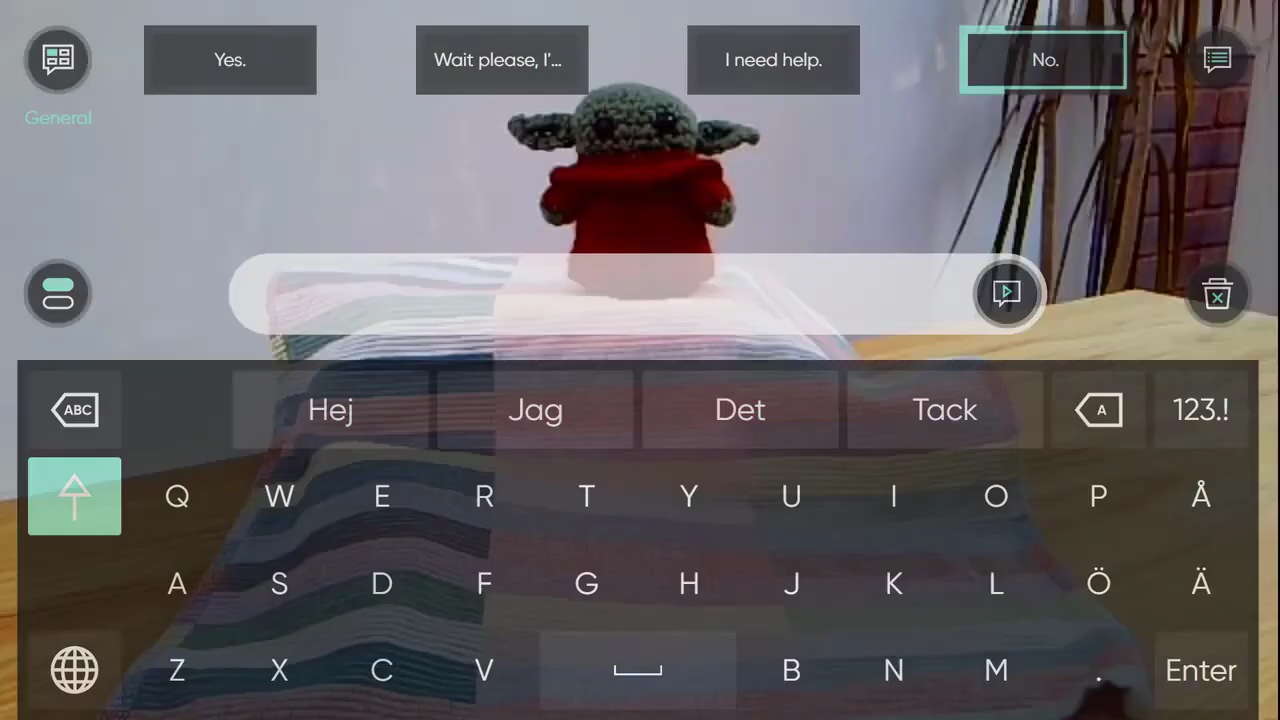 Yes.
Wait please, I'...
I need help.
No.
General
ABC
Hej
Jag
Det
Tack
A
123.!
Q W E R T Y U I O P Å
A S D F G H J K L Ö Ä
Z X C V B N M . Enter